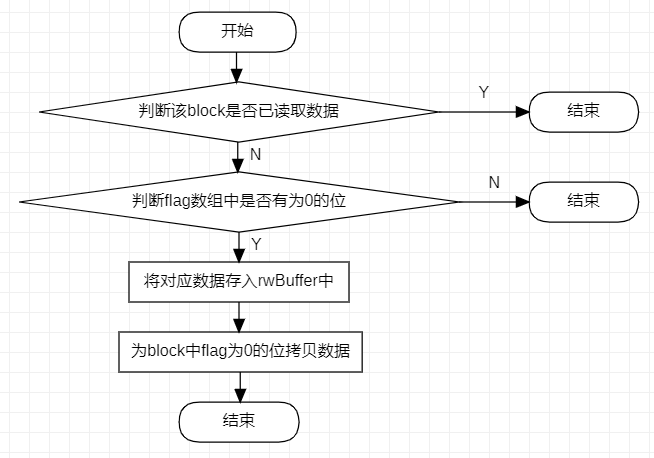 开始
判断该block是否已读取数据
Y
结束
N
判断flag数组中是否有为0的位
N
结束
Y
将对应数据存入rwBuffer中
为block中flag为0的位拷贝数据
结束